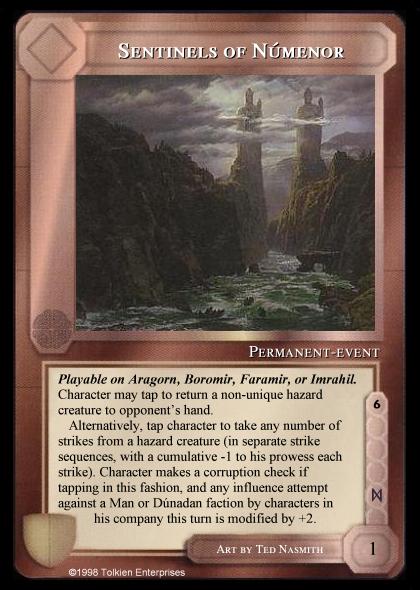 Sentinels of Númenor
Permanent-event
Playable on Aragorn, Boromir, Faramir, or Imrahil.
Character may tap to return a non-unique hazard
creature to opponent's hand.
Alternatively, tap character to take any number of
strikes from a hazard creature (in separate strike
sequences, with a cumulative -1 to his prowess each
strike). Character makes a corruption check if
tapping in this fashion, and any influence attempt
against a Man or Dúnadan faction by characters in
his company this turn is modified by +2.
6
Art by Ted Nasmith
1
©1998 Tolkien Enterprises